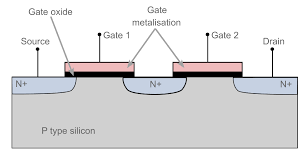 Gate oxide
Gate
metalisation
Source
Gate 1
Gate 2
Drain
N+
N+
N+
P type silicon